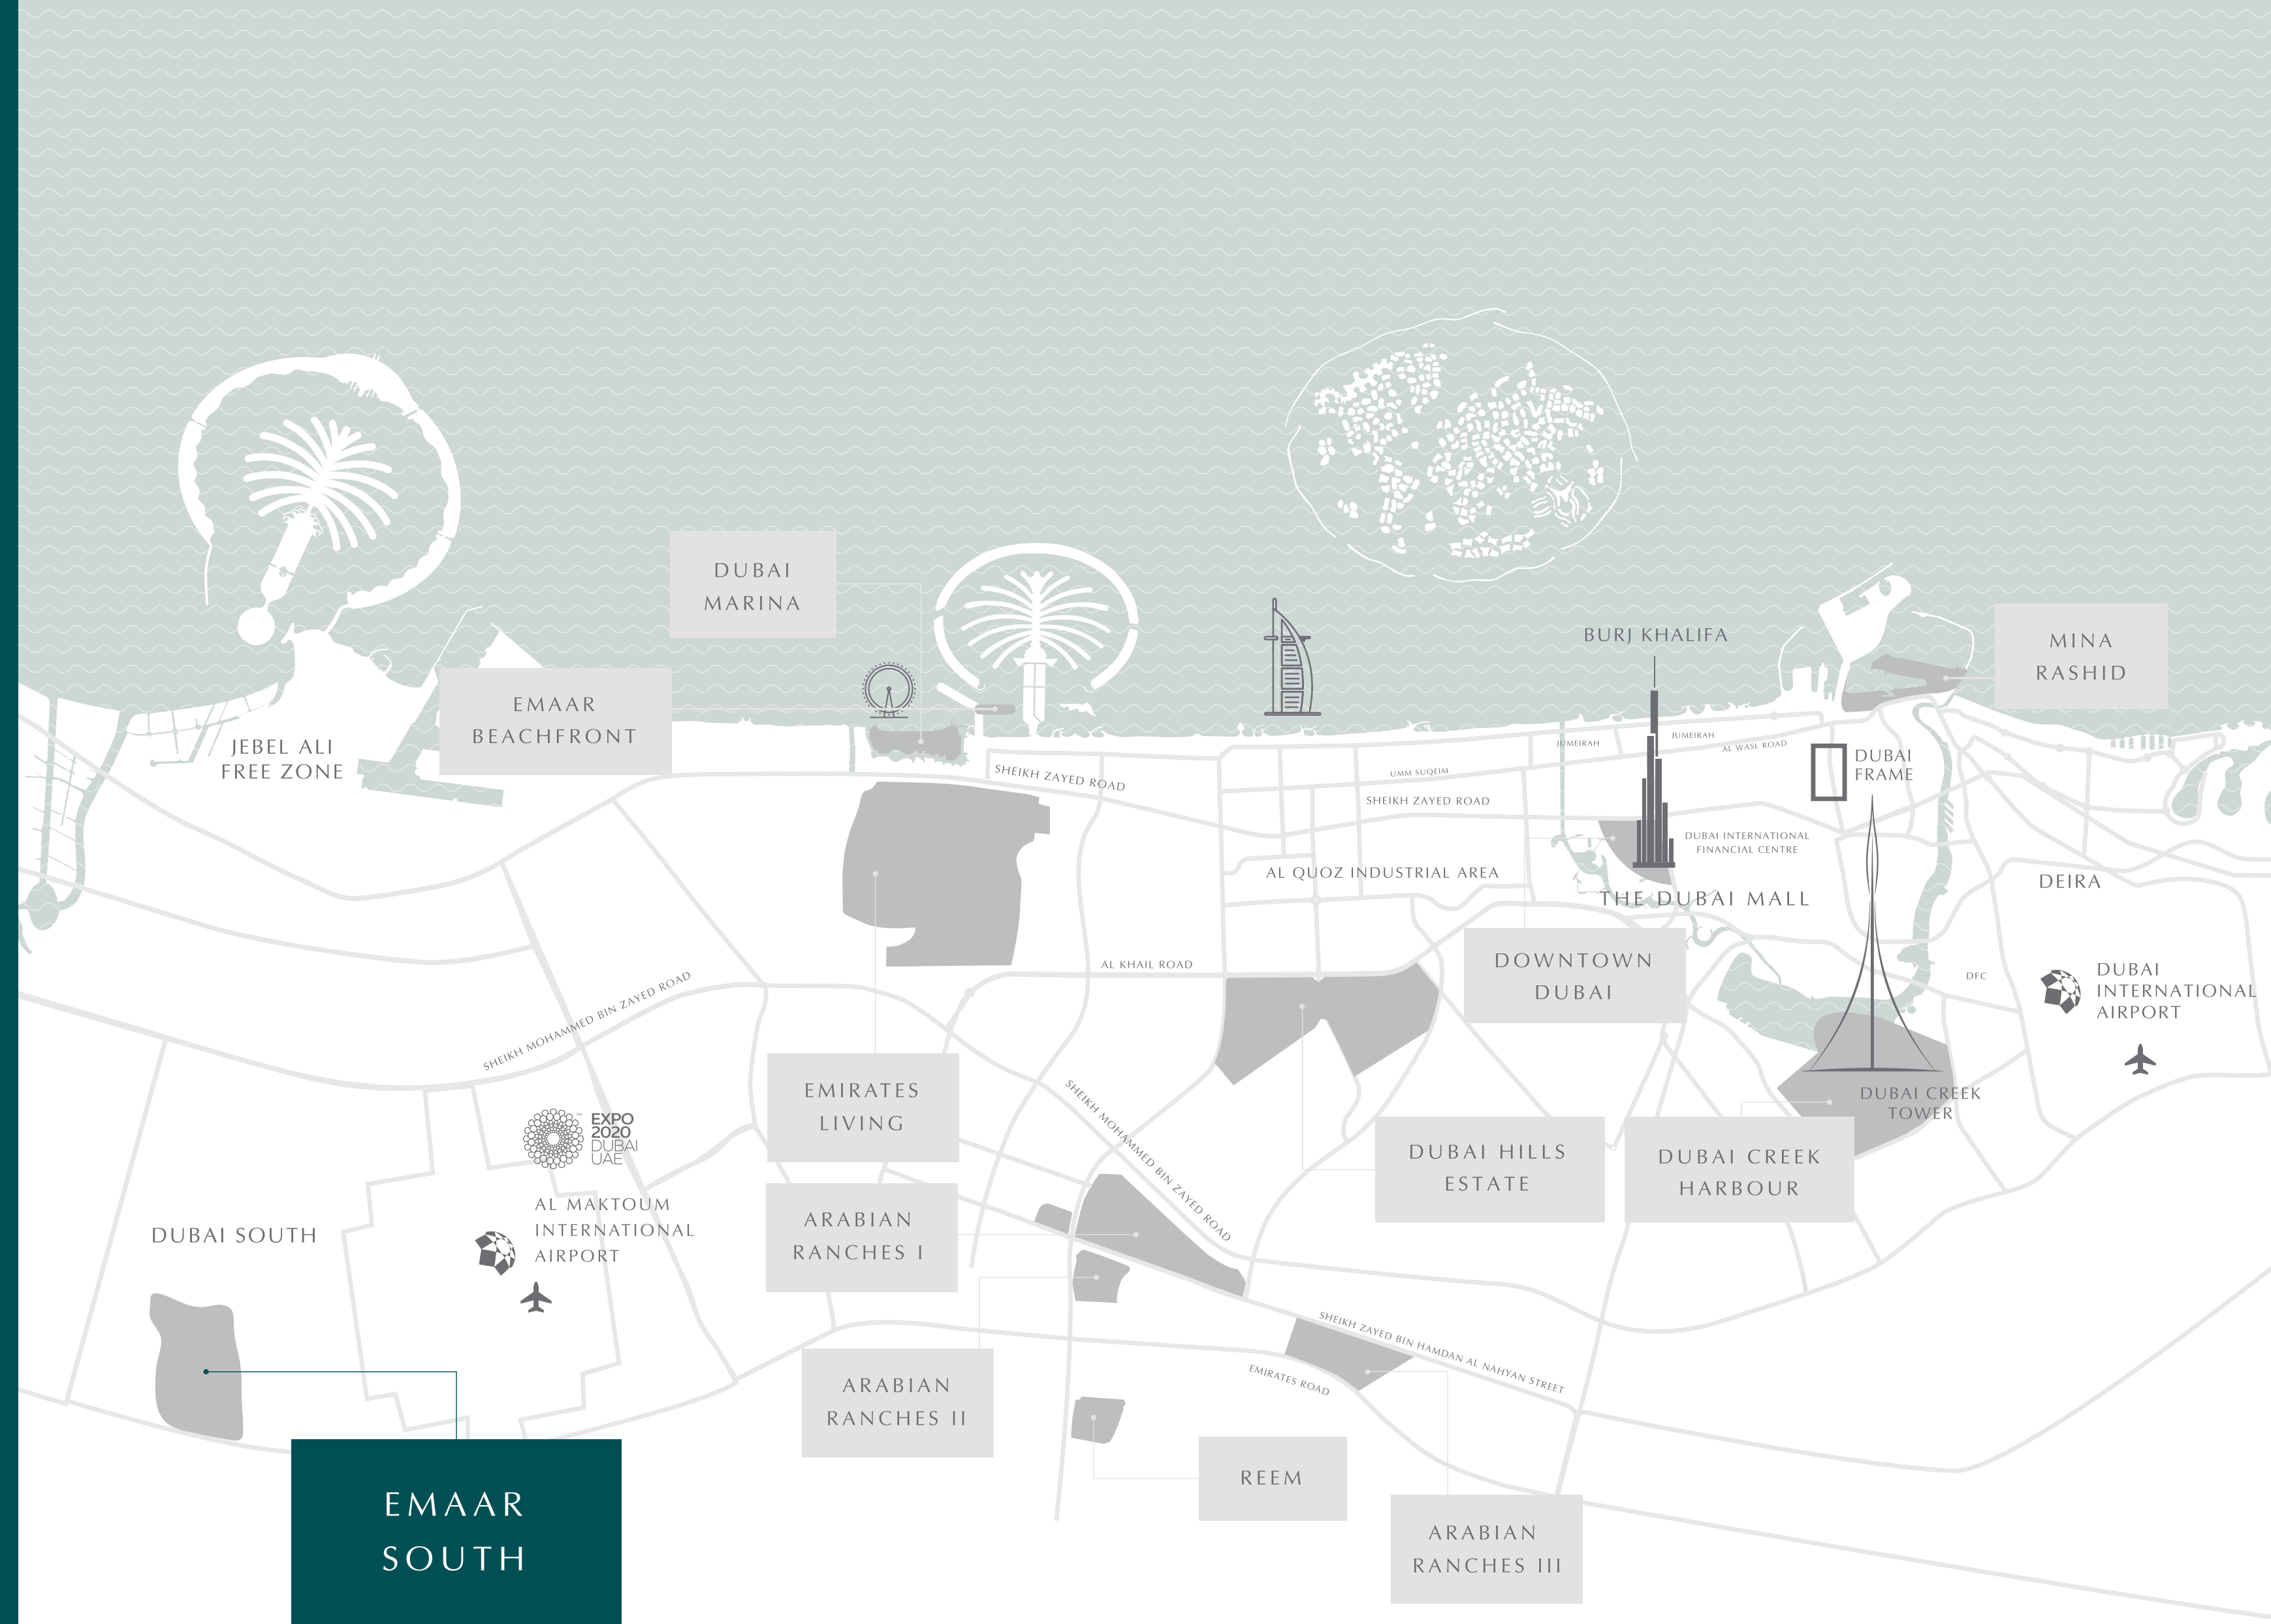 DUBAI
MARINA
BURJ KHALIFA
MINA
RASHID
EMAAR
BEACHFRONT
JEBEL ALI
FREE ZONE
JUMEIRAH
JUMEIRAH
AL WASL ROAD
DUBAI
FRAME
SHEIKH ZAYED ROAD
UMM SUQEIM
SHEIKH ZAYED ROAD
DUBAI INTERNATIONAL
FINANCIAL CENTRE
AL QUOZ INDUSTRIAL AREA
THE DUBAI MALL
DEIRA
DOWNTOWN
DUBAI
AL KHAIL ROAD
DFC
DUBAI
INTERNATIONAL
AIRPORT
SHEIKH MOHAMMED BIN ZAYED ROAD
EMIRATES
LIVING
SHEIKH MOHAMMED BIN ZAYED ROAD
DUBAI CREEK
TOWER
EXPO
2020
DUBAI
UAE
TM
DUBAI HILLS
ESTATE
DUBAI CREEK
HARBOUR
AL MAKTOUM
INTERNATIONAL
AIRPORT
DUBAI SOUTH
ARABIAN
RANCHES I
SHEIKH ZAYED BIN HAMDAN AL NAHYAN STREET
EMIRATES ROAD
ARABIAN
RANCHES II
REEM
EMAAR
SOUTH
ARABIAN
RANCHES III